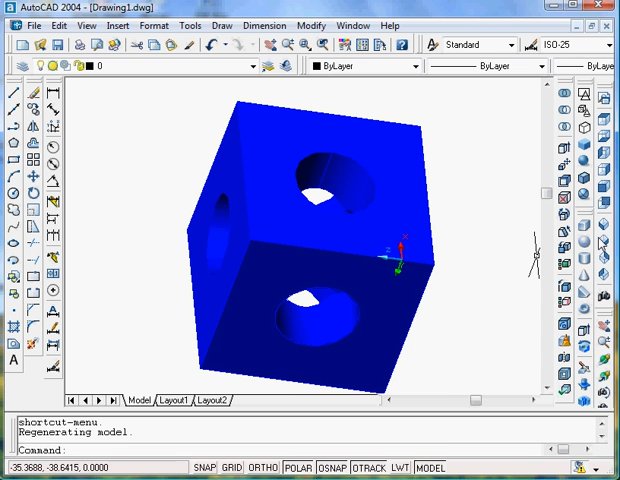 AutoCAD 2004 - [Drawing1.dwg]
File Edit View Insert Format Tools Draw Dimension Modify Window Help
Standard ISO-25
0 ByLayer ByLayer ByLayer
X
Z
Model Layout1 Layout2
shortcut-menu.
Regenerating model.
Command:
-35.3688, -38.6415, 0.0000 SNAP GRID ORTHO POLAR OSNAP OTRACK LWT MODEL